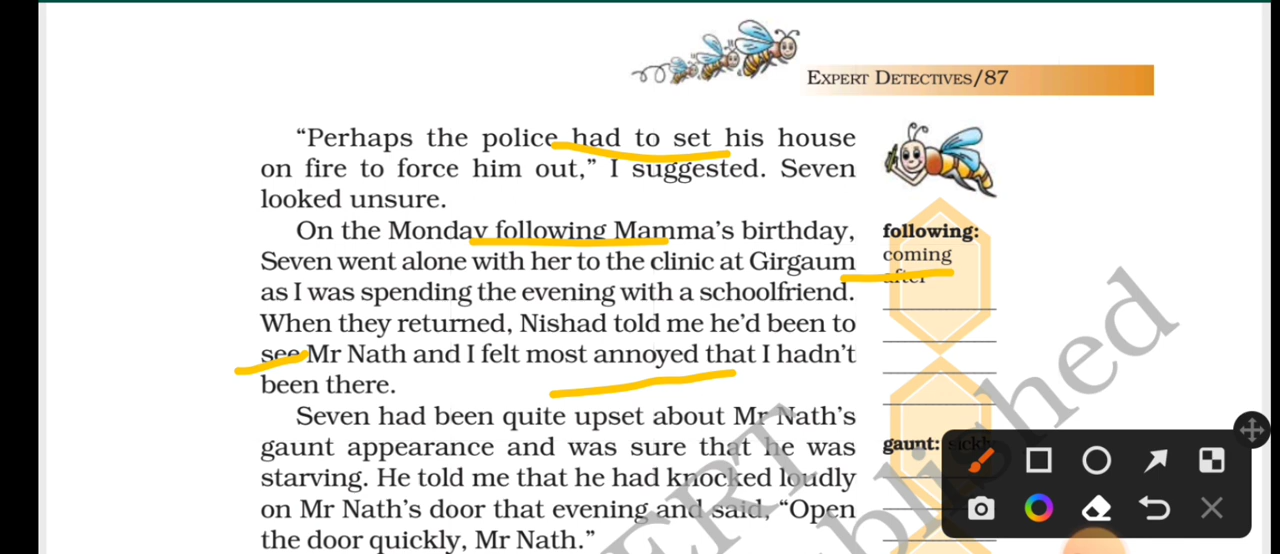 EXPERT DETECTIVES/87
“Perhaps the police had to set his house
on fire to force him out,” I suggested. Seven
looked unsure.
On the Monday following Mamma’s birthday,
Seven went alone with her to the clinic at Girgaum
as I was spending the evening with a schoolfriend.
When they returned, Nishad told me he’d been to
see Mr Nath and I felt most annoyed that I hadn’t
been there.
Seven had been quite upset about Mr Nath’s
gaunt appearance and was sure that he was
starving. He told me that he had knocked loudly
on Mr Nath’s door that evening and said, “Open
the door quickly, Mr Nath.”
following:
coming
after
gaunt: